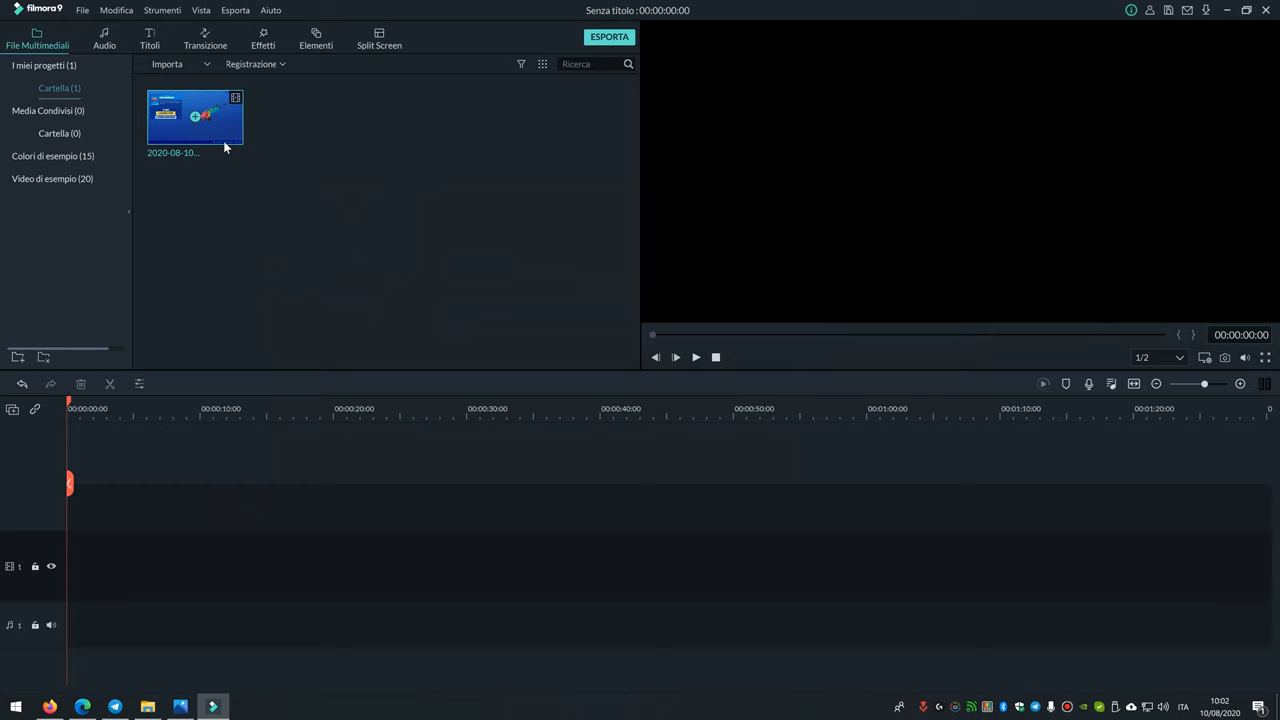 filmora9 File Modifica Strumenti Vista Esporta Aiuto Senza titolo : 00:00:00:00
File Multimediali Audio Titoli Transizione Effetti Elementi Split Screen ESPORTA
I miei progetti (1) Importa Registrazione Ricerca
Cartella (1)
Media Condivisi (0)
Cartella (0)
2020-08-10...
Colori di esempio (15)
Video di esempio (20)
00:00:00:00
1/2
00:00:00:00 00:00:10:00 00:00:20:00 00:00:30:00 00:00:40:00 00:00:50:00 00:01:00:00 00:01:10:00 00:01:20:00 0
1
1
ITA 10:02
10/08/2020
1